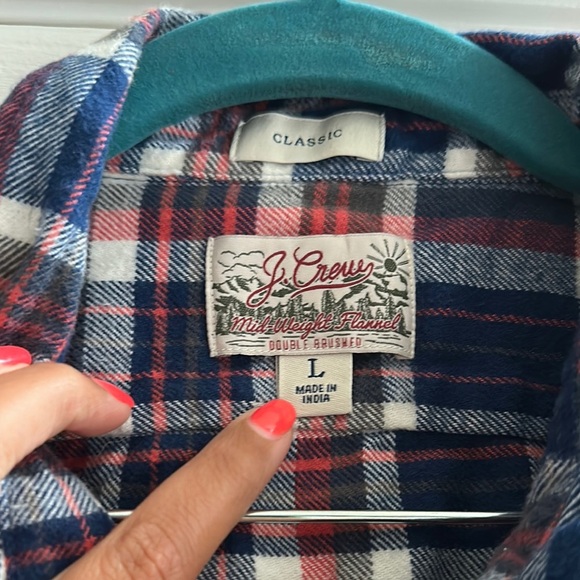 CLASSIC
J. Crew
Mid-Weight Flannel
DOUBLE BRUSHED
L
MADE IN
INDIA